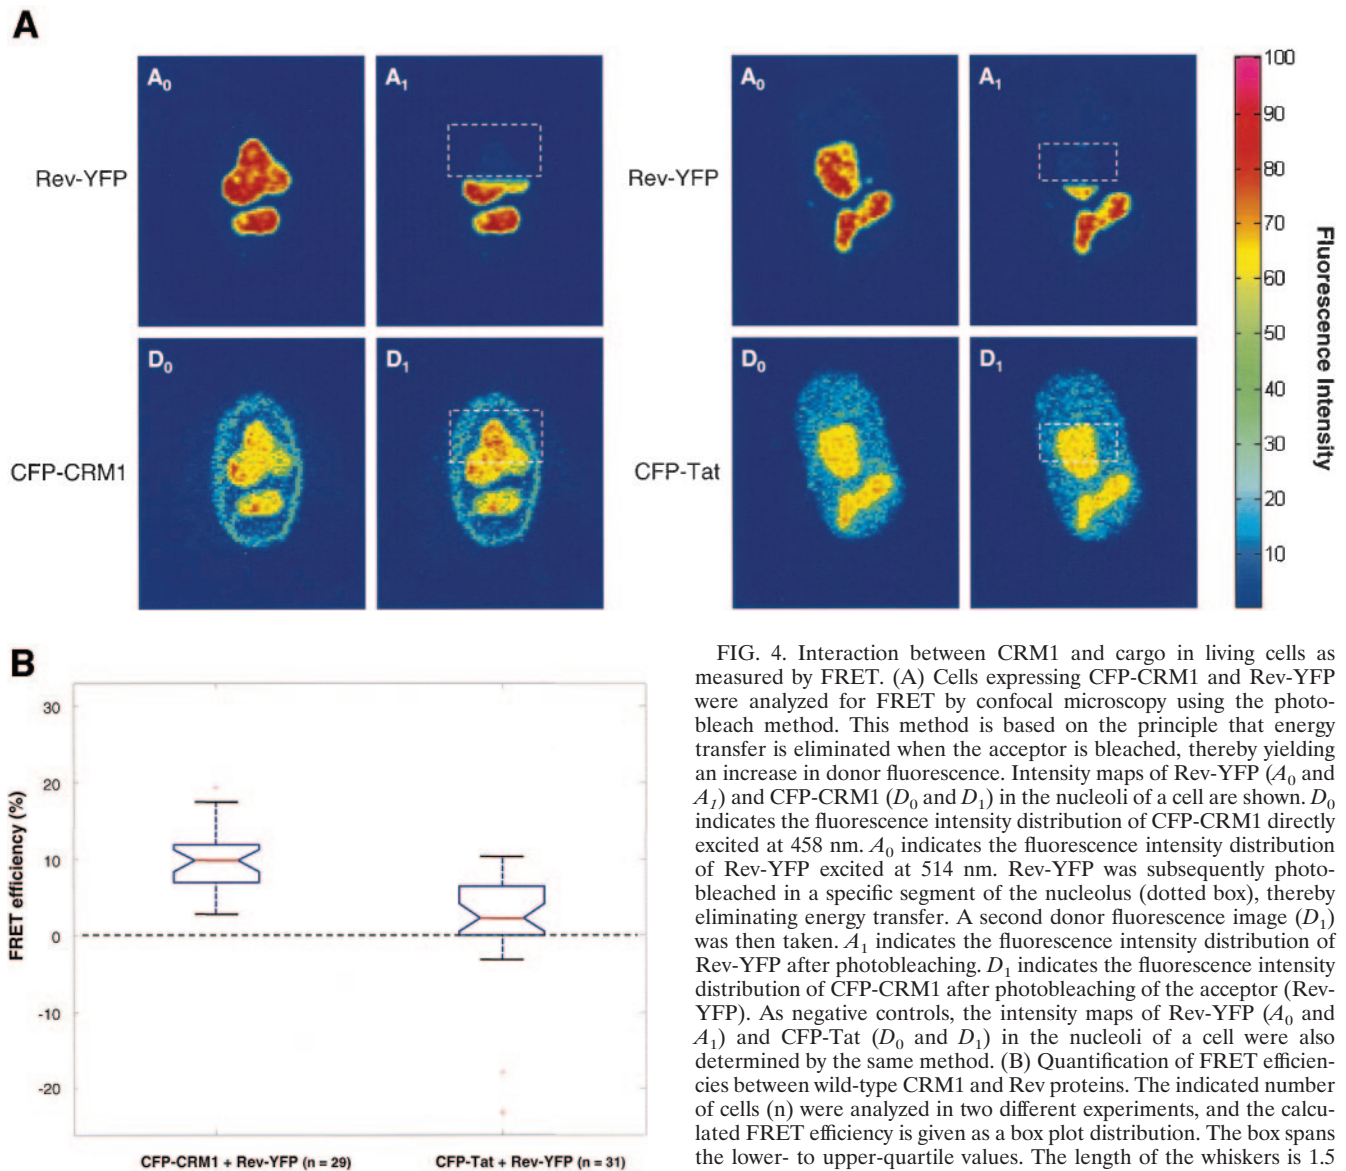 A
A0
A1
A0
A1
Rev-YFP
Rev-YFP
D0
D1
D0
D1
CFP-CRM1
CFP-Tat
100
90
80
70
60
50
40
30
20
10
Fluorescence Intensity
B
30
20
10
0
-10
-20
FRET efficiency (%)
CFP-CRM1 + Rev-YFP (n = 29)
CFP-Tat + Rev-YFP (n = 31)
FIG. 4. Interaction between CRM1 and cargo in living cells as
measured by FRET. (A) Cells expressing CFP-CRM1 and Rev-YFP
were analyzed for FRET by confocal microscopy using the photo-
bleach method. This method is based on the principle that energy
transfer is eliminated when the acceptor is bleached, thereby yielding
an increase in donor fluorescence. Intensity maps of Rev-YFP (A0 and
A1) and CFP-CRM1 (D0 and D1) in the nucleoli of a cell are shown. D0
indicates the fluorescence intensity distribution of CFP-CRM1 directly
excited at 458 nm. A0 indicates the fluorescence intensity distribution
of Rev-YFP excited at 514 nm. Rev-YFP was subsequently photo-
bleached in a specific segment of the nucleolus (dotted box), thereby
eliminating energy transfer. A second donor fluorescence image (D1)
was then taken. A1 indicates the fluorescence intensity distribution of
Rev-YFP after photobleaching. D1 indicates the fluorescence intensity
distribution of CFP-CRM1 after photobleaching of the acceptor (Rev-
YFP). As negative controls, the intensity maps of Rev-YFP (A0 and
A1) and CFP-Tat (D0 and D1) in the nucleoli of a cell were also
determined by the same method. (B) Quantification of FRET efficien-
cies between wild-type CRM1 and Rev proteins. The indicated number
of cells (n) were analyzed in two different experiments, and the calcu-
lated FRET efficiency is given as a box plot distribution. The box spans
the lower- to upper-quartile values. The length of the whiskers is 1.5